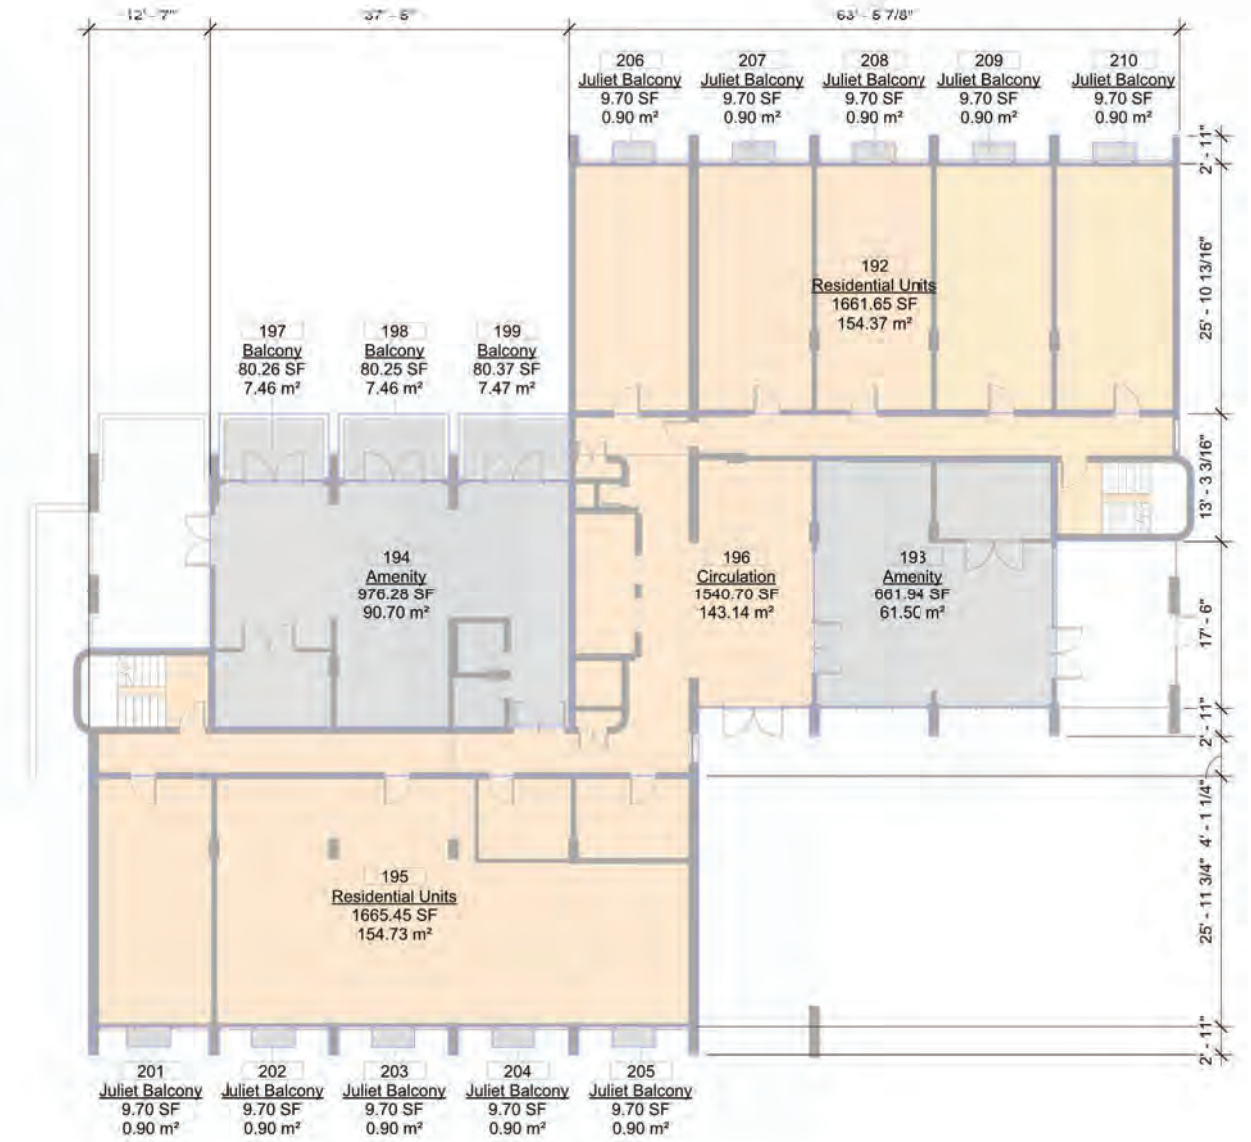 12' - 7"
37' - 5"
63' - 5 7/8"
206
Juliet Balcony
9.70 SF
0.90 m²
207
Juliet Balcony
9.70 SF
0.90 m²
208
Juliet Balcony
9.70 SF
0.90 m²
209
Juliet Balcony
9.70 SF
0.90 m²
210
Juliet Balcony
9.70 SF
0.90 m²
2' - 11"
25' - 10 13/16"
192
Residential Units
1661.65 SF
154.37 m²
197
Balcony
80.26 SF
7.46 m²
198
Balcony
80.25 SF
7.46 m²
199
Balcony
80.37 SF
7.47 m²
13' - 3 3/16"
194
Amenity
976.28 SF
90.70 m²
196
Circulation
1540.70 SF
143.14 m²
193
Amenity
661.94 SF
61.50 m²
17' - 6"
2' - 11"
4' - 1 1/4"
195
Residential Units
1665.45 SF
154.73 m²
25' - 11 3/4"
2' - 11"
201
Juliet Balcony
9.70 SF
0.90 m²
202
Juliet Balcony
9.70 SF
0.90 m²
203
Juliet Balcony
9.70 SF
0.90 m²
204
Juliet Balcony
9.70 SF
0.90 m²
205
Juliet Balcony
9.70 SF
0.90 m²